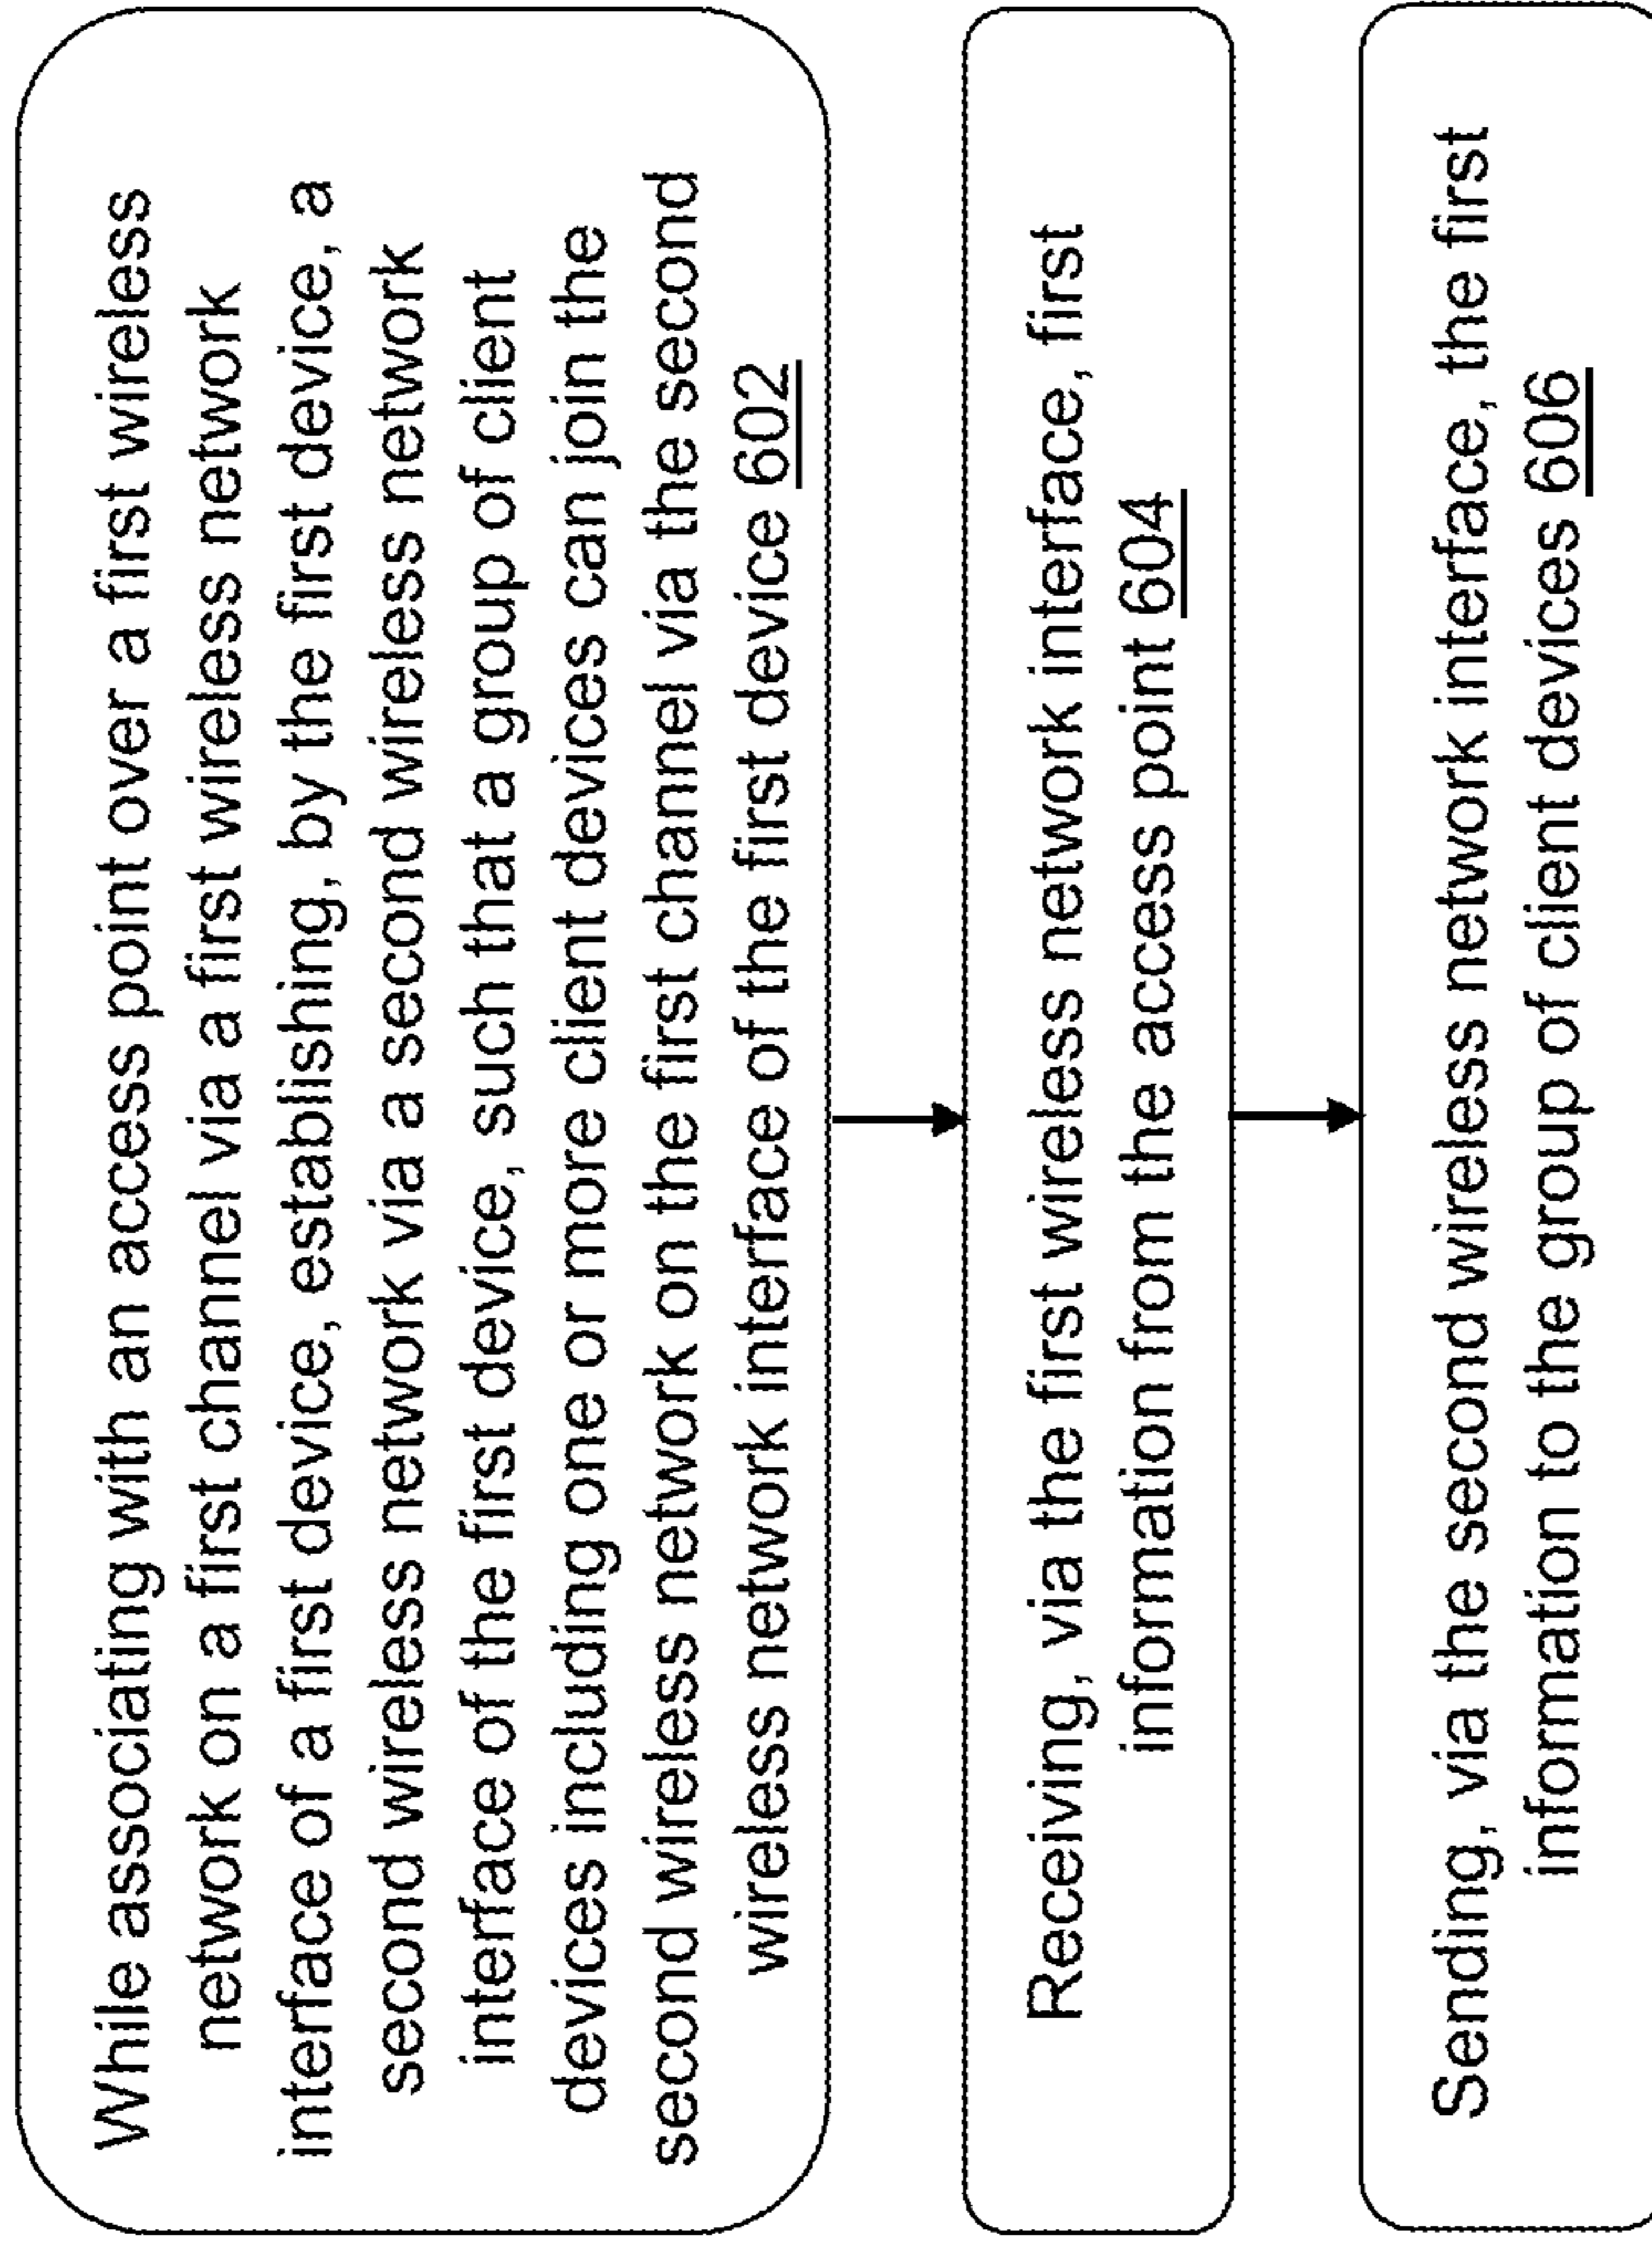 While associating with an access point over a first wireless
network on a first channel via a first wireless network
interface of a first device, establishing, by the first device, a
second wireless network via a second wireless network
interface of the first device, such that a group of client
devices including one or more client devices can join the
second wireless network on the first channel via the second
wireless network interface of the first device 602
Receiving, via the first wireless network interface, first
information from the access point 604
Sending, via the second wireless network interface, the first
information to the group of client devices 606